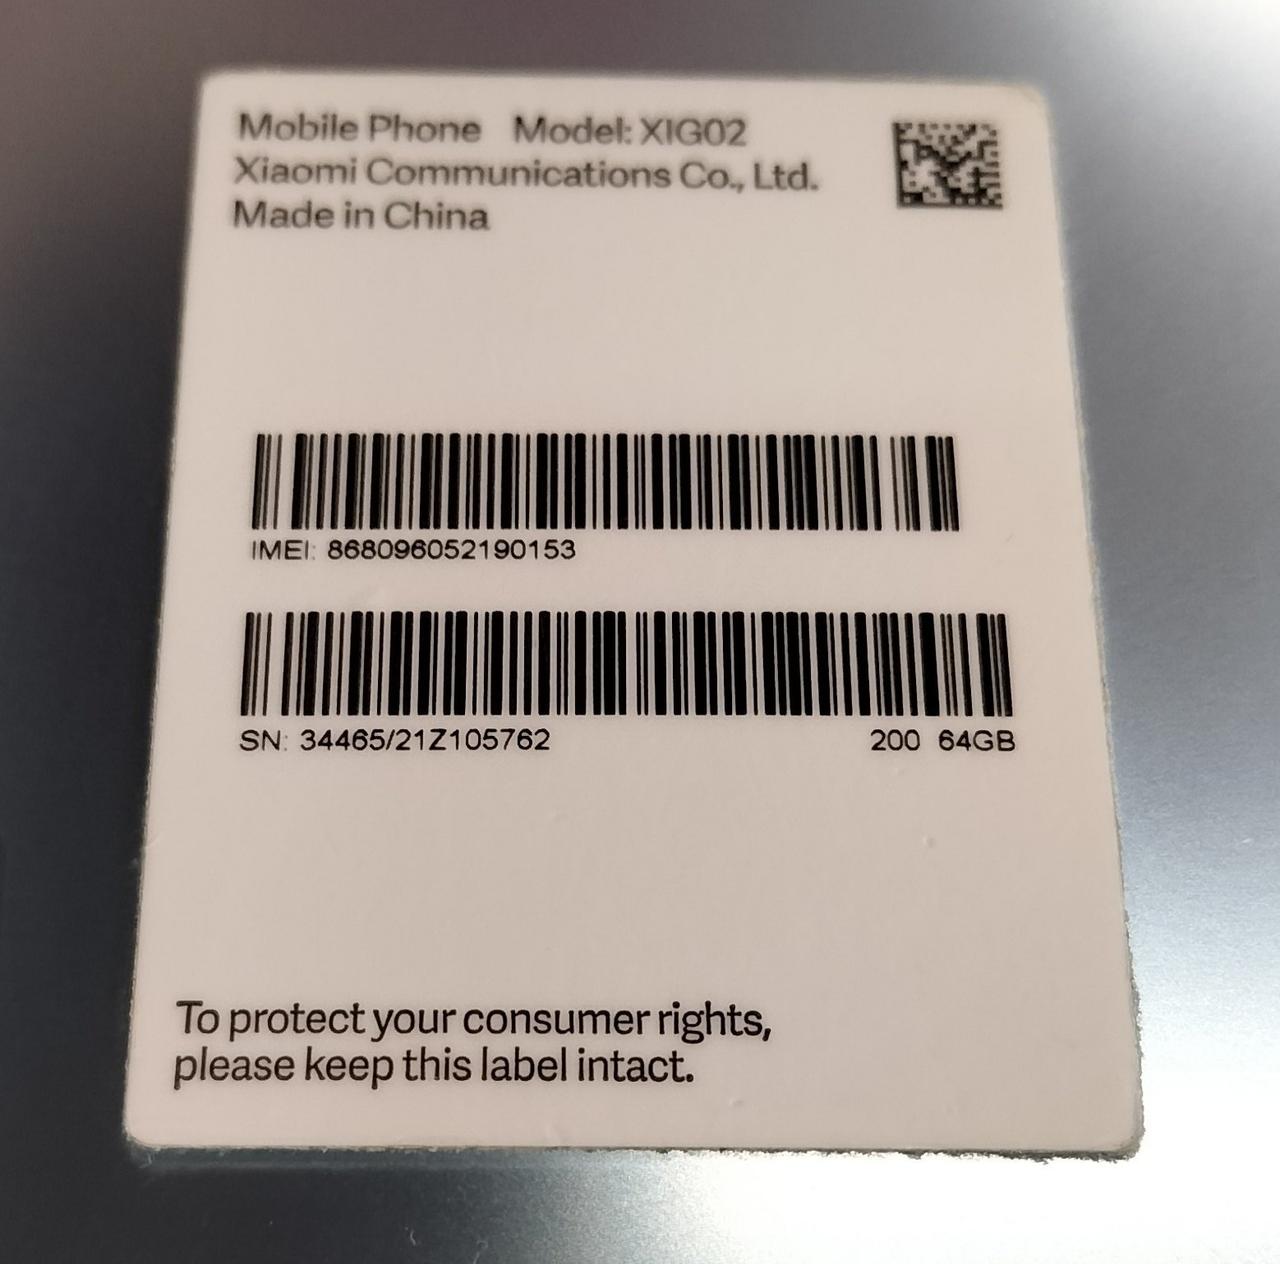 Mobile Phone Model: XIG02
Xiaomi Communications Co., Ltd.
Made in China
IMEI: 868096052190153
SN: 34465/21Z105762 200 64GB
To protect your consumer rights,
please keep this label intact.